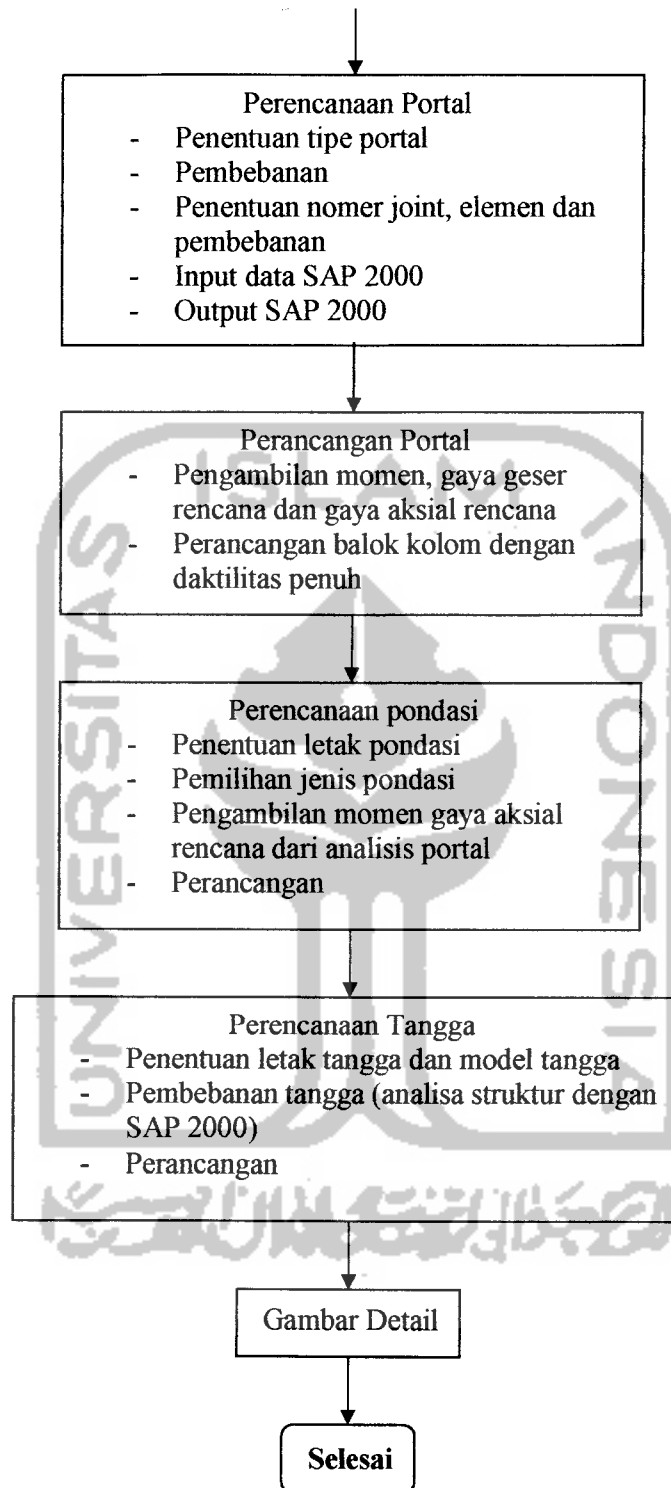 Perencanaan Portal
- Penentuan tipe portal
- Pembebanan
- Penentuan nomer joint, elemen dan
pembebanan
- Input data SAP 2000
- Output SAP 2000
Perancangan Portal
- Pengambilan momen, gaya geser
rencana dan gaya aksial rencana
- Perancangan balok kolom dengan
daktilitas penuh
Perencanaan pondasi
- Penentuan letak pondasi
- Pemilihan jenis pondasi
- Pengambilan momen gaya aksial
rencana dari analisis portal
- Perancangan
Perencanaan Tangga
- Penentuan letak tangga dan model tangga
- Pembebanan tangga (analisa struktur dengan
SAP 2000)
- Perancangan
Gambar Detail
Selesai
UNIVERSITAS
ISLAM
INDONESIA